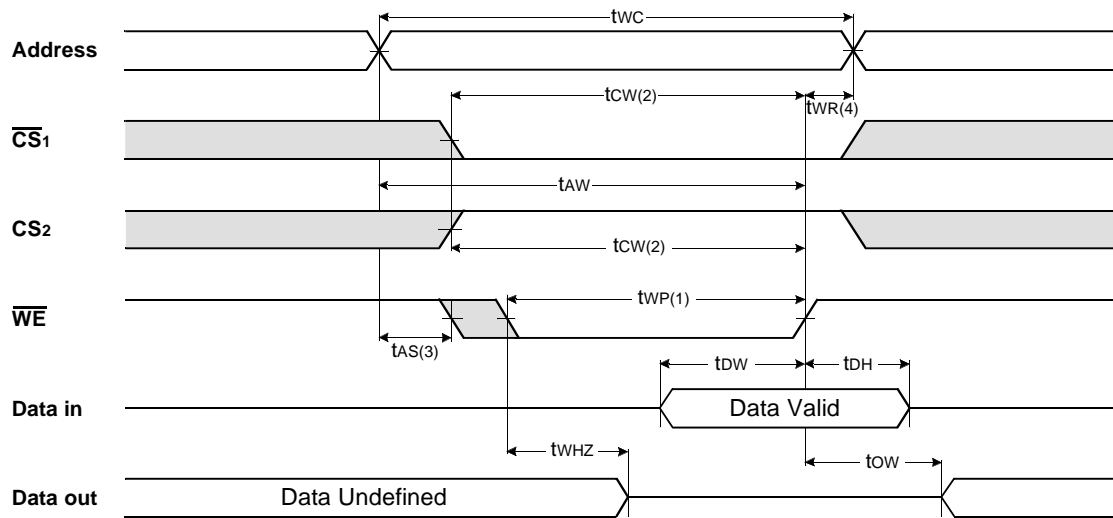 tWC
Address
tCW(2)
tWR(4)
CS1
tAW
CS2
tCW(2)
WE
tWP(1)
tAS(3)
tDW
tDH
Data in
Data Valid
tWHZ
tOW
Data out
Data Undefined